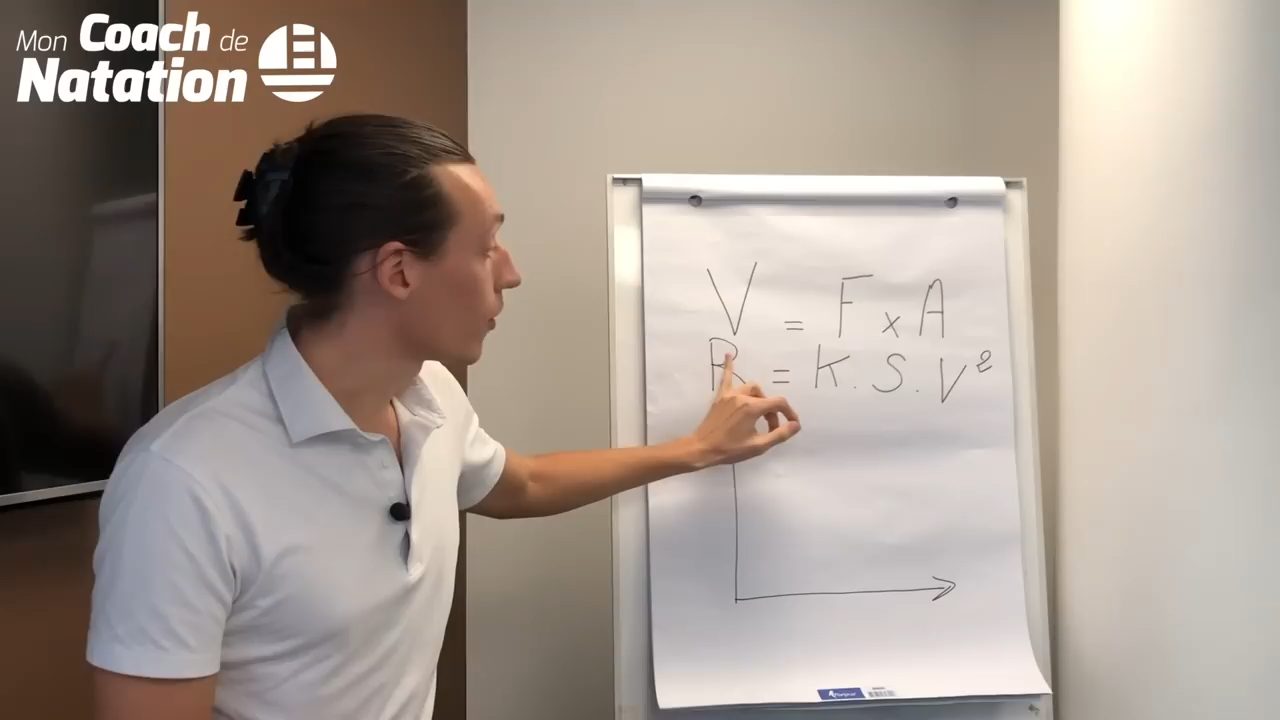 Mon Coach de
Natation
V = F x A
R = K . S . V²